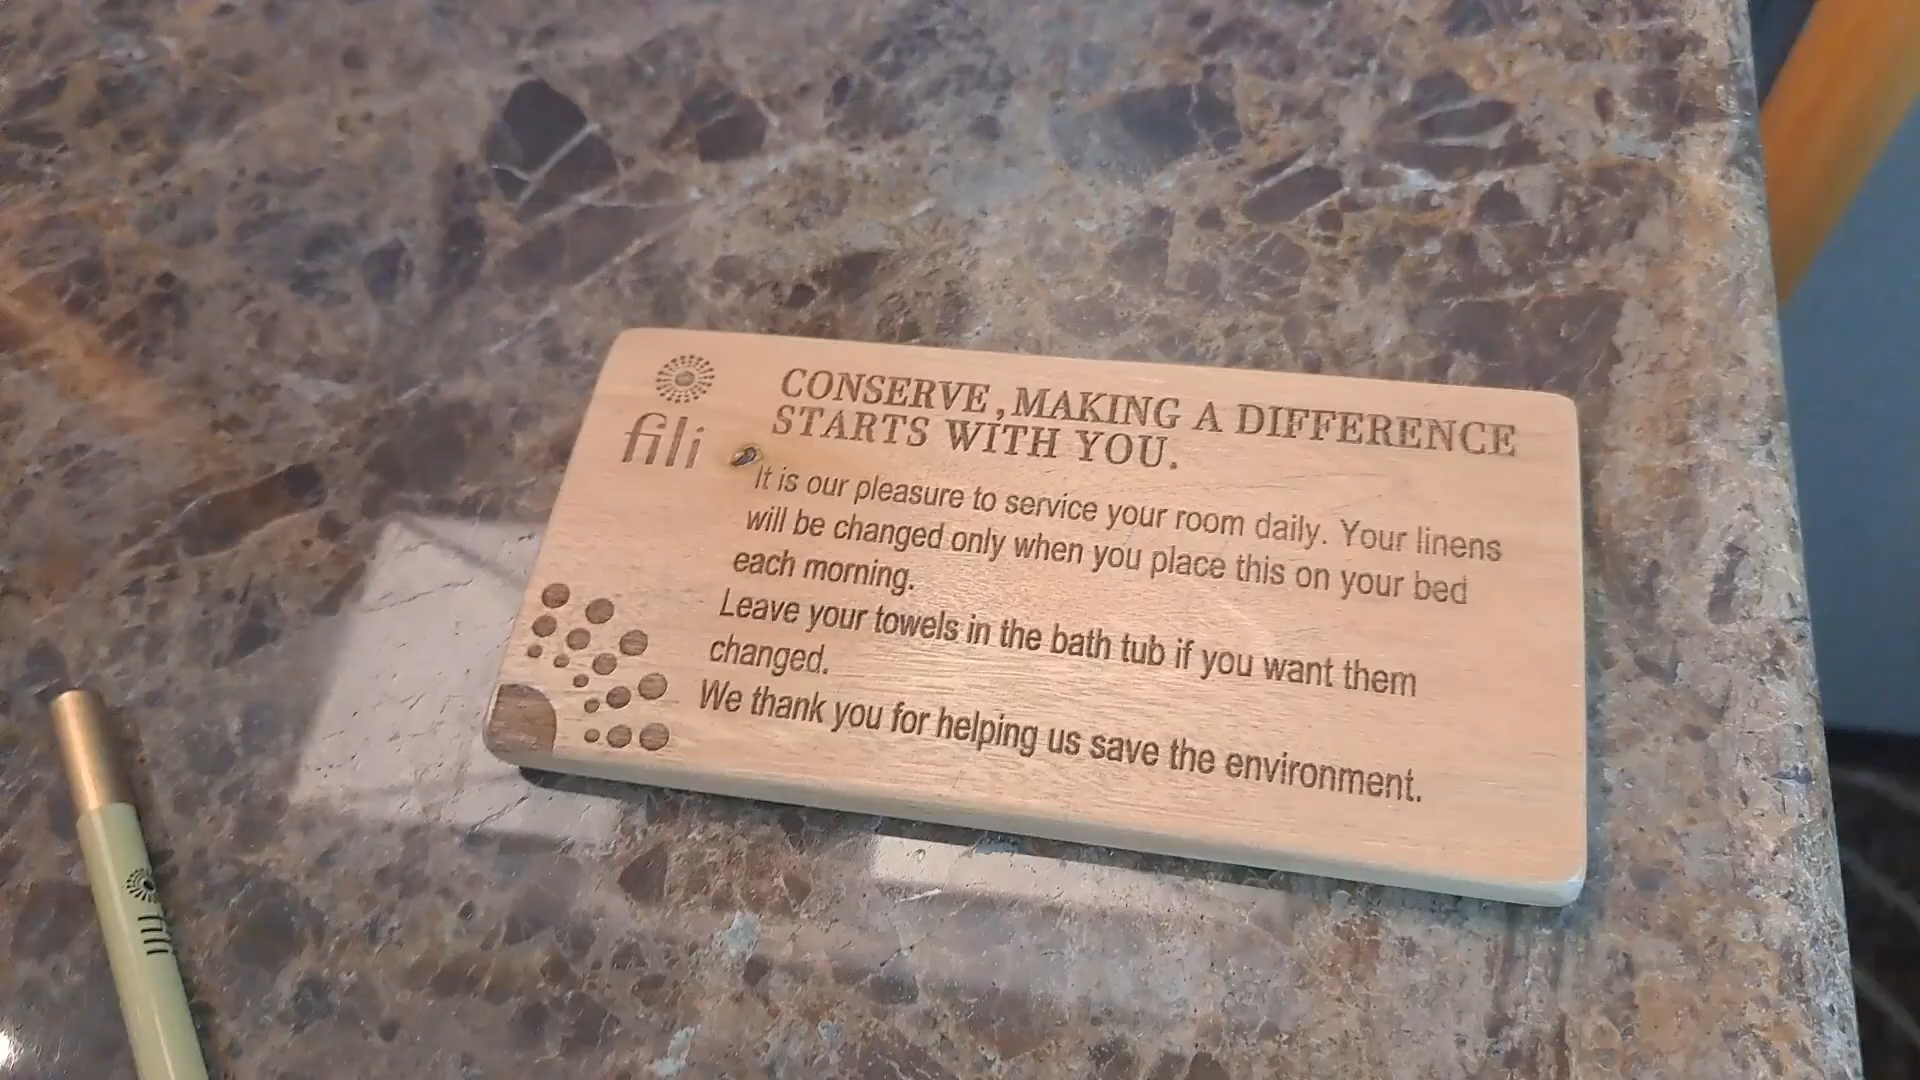 fili
CONSERVE, MAKING A DIFFERENCE
STARTS WITH YOU.
It is our pleasure to service your room daily. Your linens
will be changed only when you place this on your bed
each morning.
Leave your towels in the bath tub if you want them
changed.
We thank you for helping us save the environment.
fili